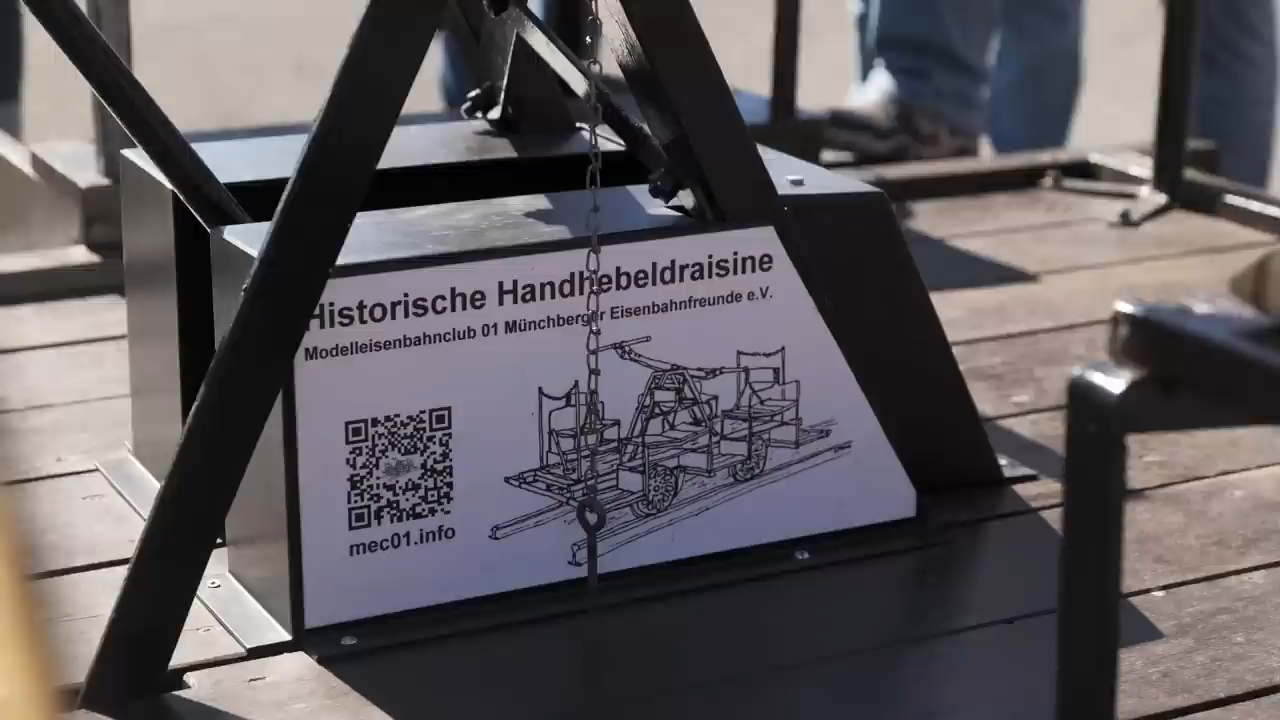 Historische Handhebeldraisine
Modelleisenbahnclub 01 Münchberger Eisenbahnfreunde e.V.
mec01.info